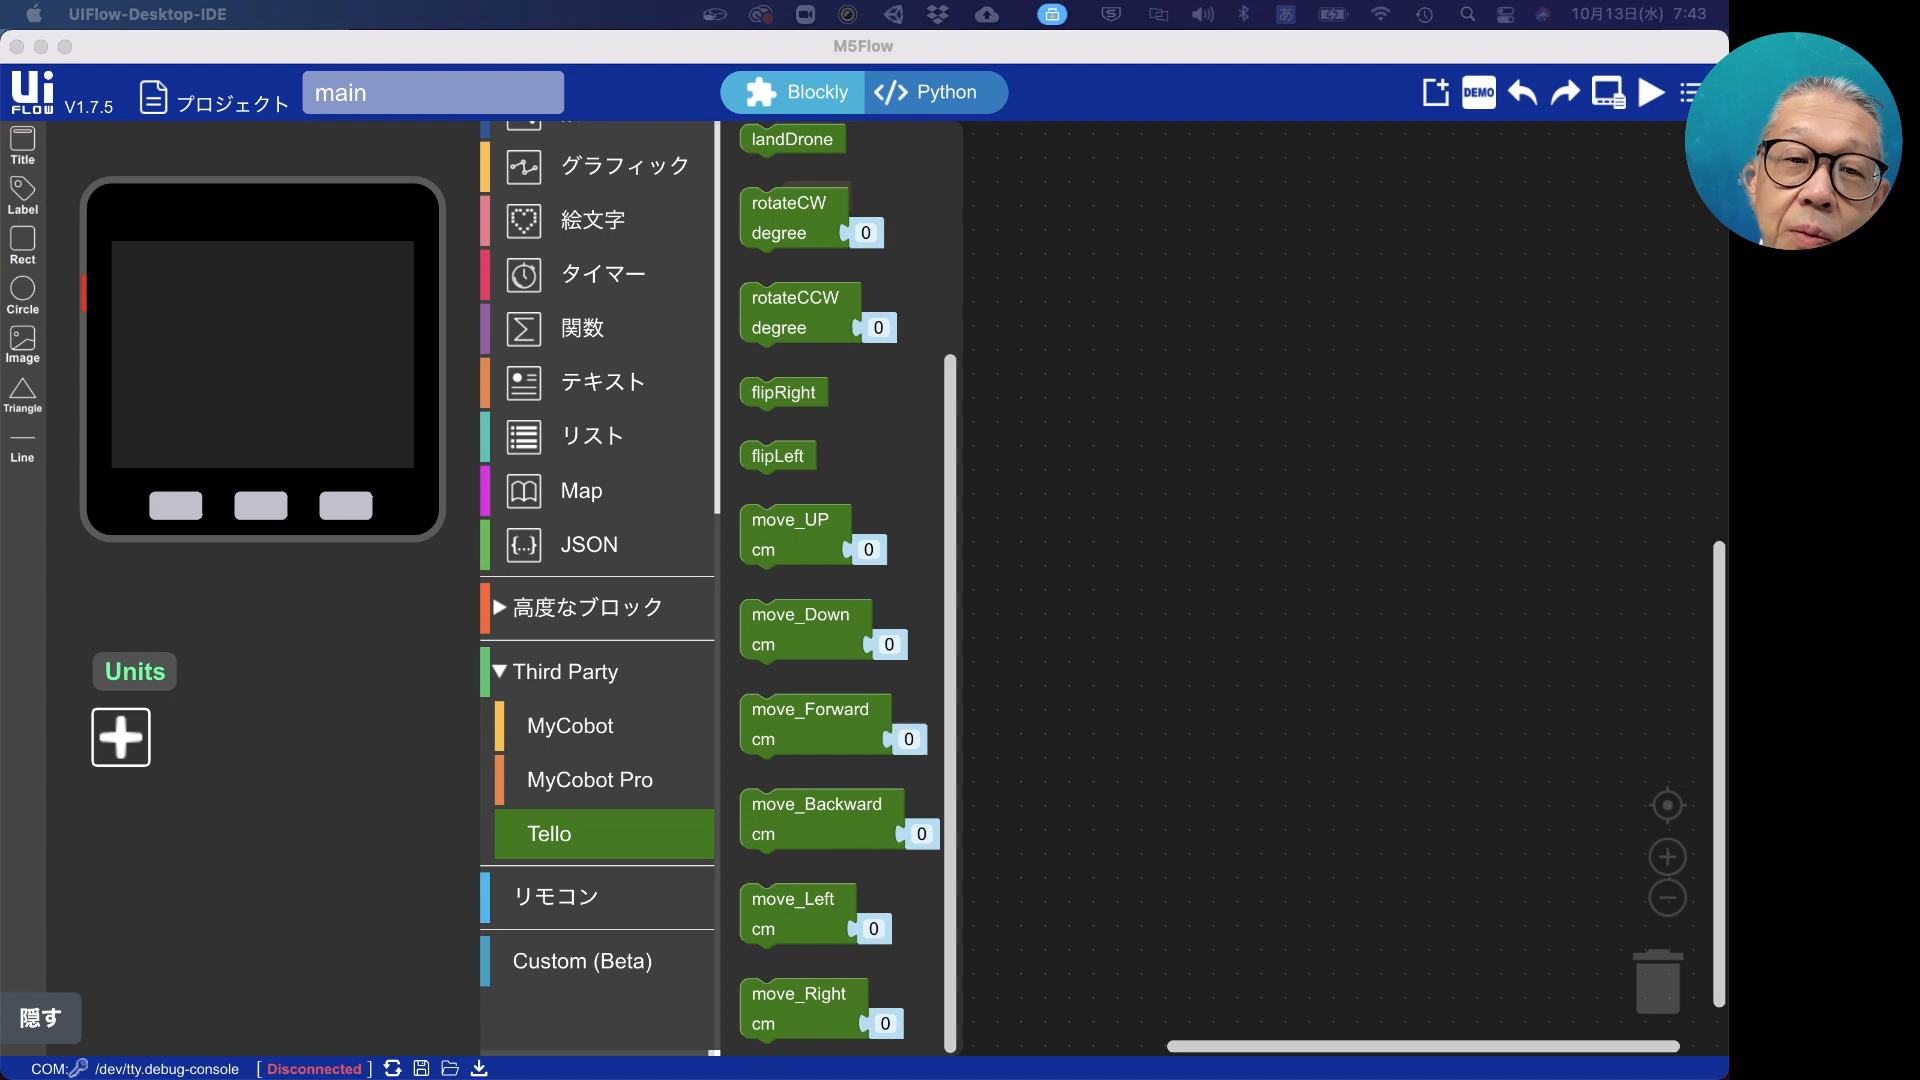 UIFlow-Desktop-IDE
あ
10月13日(水) 7:43
M5Flow
Ui
FLOW
V1.7.5
プロジェクト
main
Blockly
Python
DEMO
Title
Label
Rect
Circle
Image
Triangle
Line
Units
隠す
グラフィック
絵文字
タイマー
関数
テキスト
リスト
Map
JSON
高度なブロック
Third Party
MyCobot
MyCobot Pro
Tello
リモコン
Custom (Beta)
landDrone
rotateCW
degree 0
rotateCCW
degree 0
flipRight
flipLeft
move_UP
cm 0
move_Down
cm 0
move_Forward
cm 0
move_Backward
cm 0
move_Left
cm 0
move_Right
cm 0
COM: /dev/tty.debug-console [ Disconnected ]